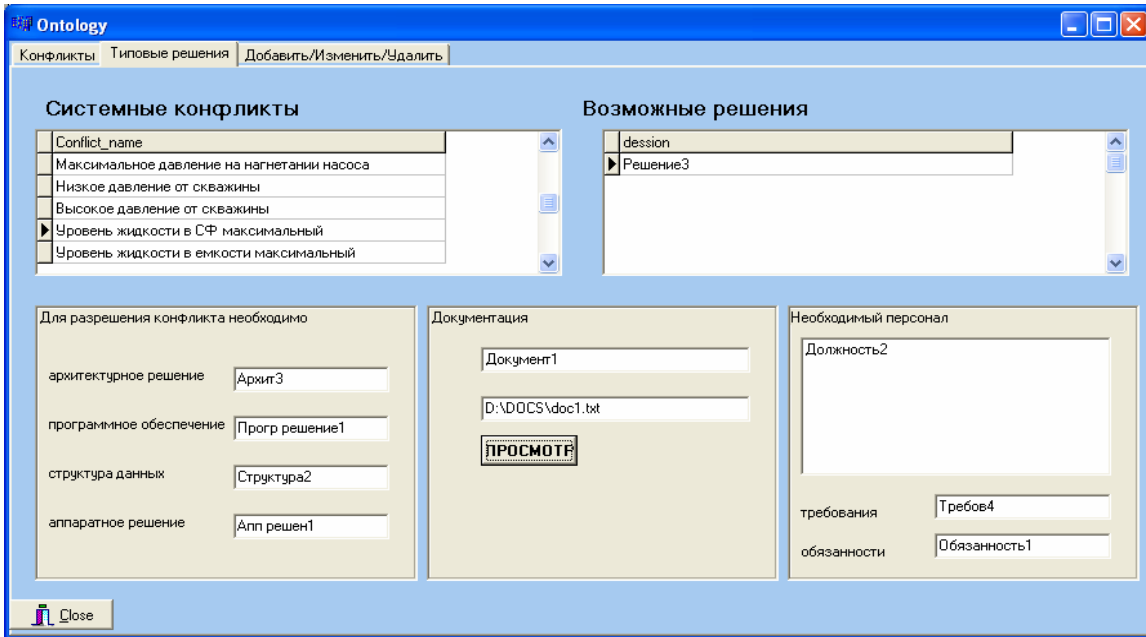 Ontology
Конфликты Типовые решения Добавить/Изменить/Удалить
Системные конфликты
Возможные решения
Conflict_name
Максимальное давление на нагнетании насоса
Низкое давление от скважины
Высокое давление от скважины
Уровень жидкости в СФ максимальный
Уровень жидкости в емкости максимальный
dession
Решение3
Для разрешения конфликта необходимо
архитектурное решение Архит3
программное обеспечение Прогр решение1
структура данных Структура2
аппаратное решение Апп решен1
Документация
Документ1
D:\DOCS\doc1.txt
ПРОСМОТР
Необходимый персонал
Должность2
требования Требов4
обязанности Обязанность1
Close